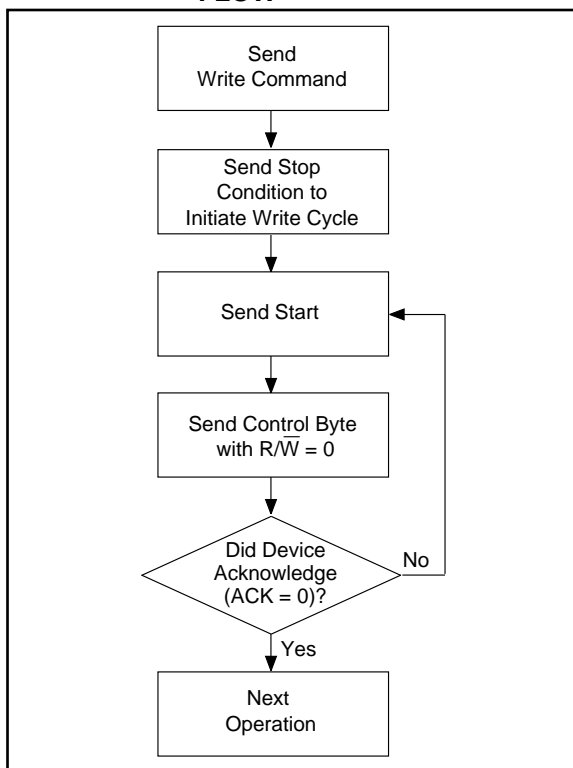 Send
Write Command
Send Stop
Condition to
Initiate Write Cycle
Send Start
Send Control Byte
with R/W̅ = 0
Did Device
Acknowledge
(ACK = 0)?
No
Yes
Next
Operation